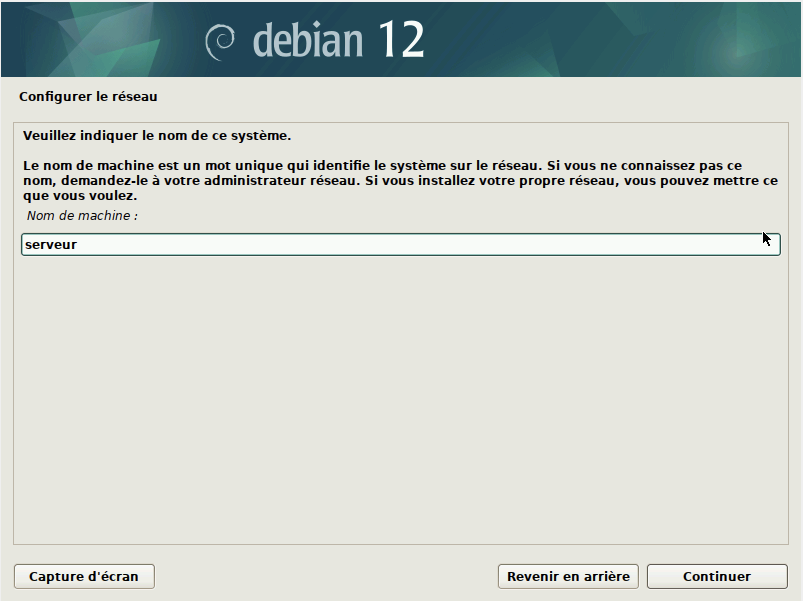 debian 12
Configurer le réseau
Veuillez indiquer le nom de ce système.
Le nom de machine est un mot unique qui identifie le système sur le réseau. Si vous ne connaissez pas ce
nom, demandez-le à votre administrateur réseau. Si vous installez votre propre réseau, vous pouvez mettre ce
que vous voulez.
Nom de machine :
serveur
Capture d'écran
Revenir en arrière
Continuer